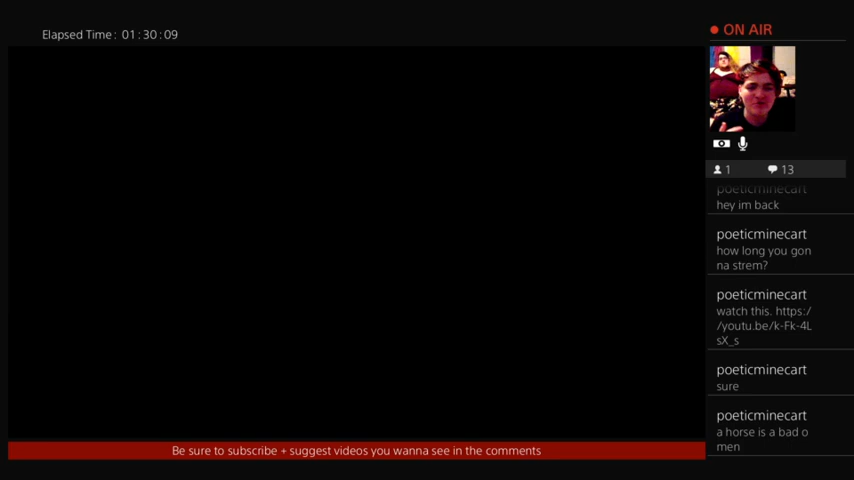 Elapsed Time: 01:30:09
ON AIR
1 13
poeticminecart
hey im back
poeticminecart
how long you gon
na strem?
poeticminecart
watch this. https:/
/youtu.be/k-Fk-4L
sX_s
poeticminecart
sure
poeticminecart
a horse is a bad o
men
Be sure to subscribe + suggest videos you wanna see in the comments